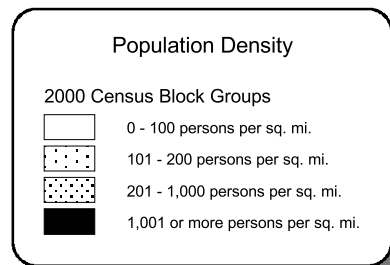 Population Density
2000 Census Block Groups
0 - 100 persons per sq. mi.
101 - 200 persons per sq. mi.
201 - 1,000 persons per sq. mi.
1,001 or more persons per sq. mi.